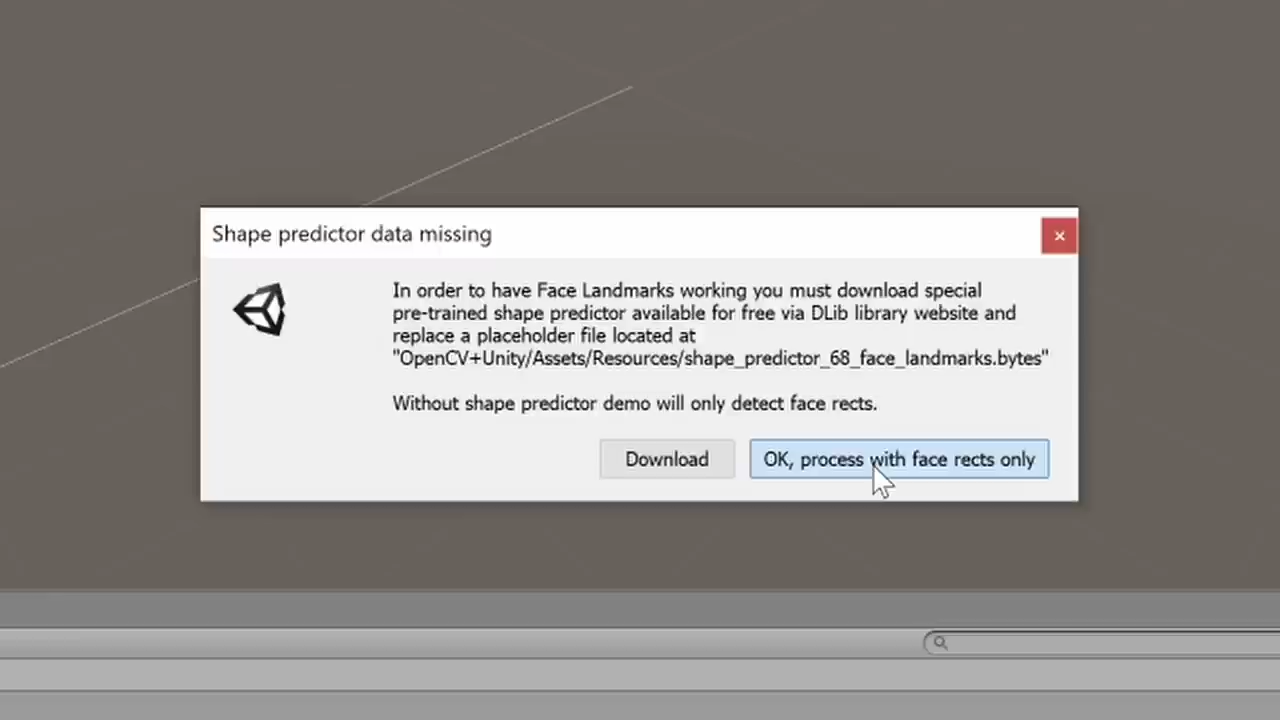 Shape predictor data missing
In order to have Face Landmarks working you must download special
pre-trained shape predictor available for free via DLib library website and
replace a placeholder file located at
"OpenCV+Unity/Assets/Resources/shape_predictor_68_face_landmarks.bytes"
Without shape predictor demo will only detect face rects.
Download
OK, process with face rects only